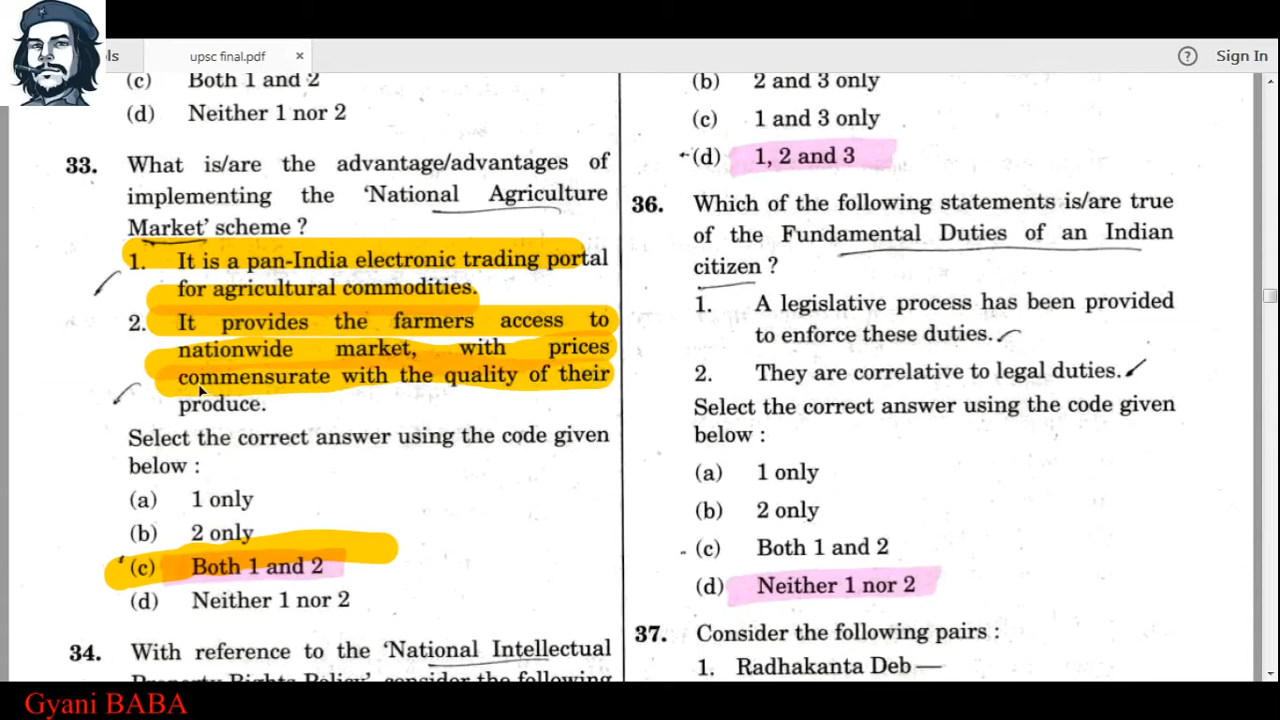 ls
upsc final.pdf
×
?
Sign In
(c) Both 1 and 2
(d) Neither 1 nor 2
33. What is/are the advantage/advantages of
implementing the ‘National Agriculture
Market’ scheme ?
1. It is a pan-India electronic trading portal
for agricultural commodities.
2. It provides the farmers access to
nationwide market, with prices
commensurate with the quality of their
produce.
Select the correct answer using the code given
below :
(a) 1 only
(b) 2 only
(c) Both 1 and 2
(d) Neither 1 nor 2
34. With reference to the ‘National Intellectual
Property Rights Policy’, consider the following
(b) 2 and 3 only
(c) 1 and 3 only
(d) 1, 2 and 3
36. Which of the following statements is/are true
of the Fundamental Duties of an Indian
citizen ?
1. A legislative process has been provided
to enforce these duties.
2. They are correlative to legal duties.
Select the correct answer using the code given
below :
(a) 1 only
(b) 2 only
(c) Both 1 and 2
(d) Neither 1 nor 2
37. Consider the following pairs :
1. Radhakanta Deb —
Gyani BABA